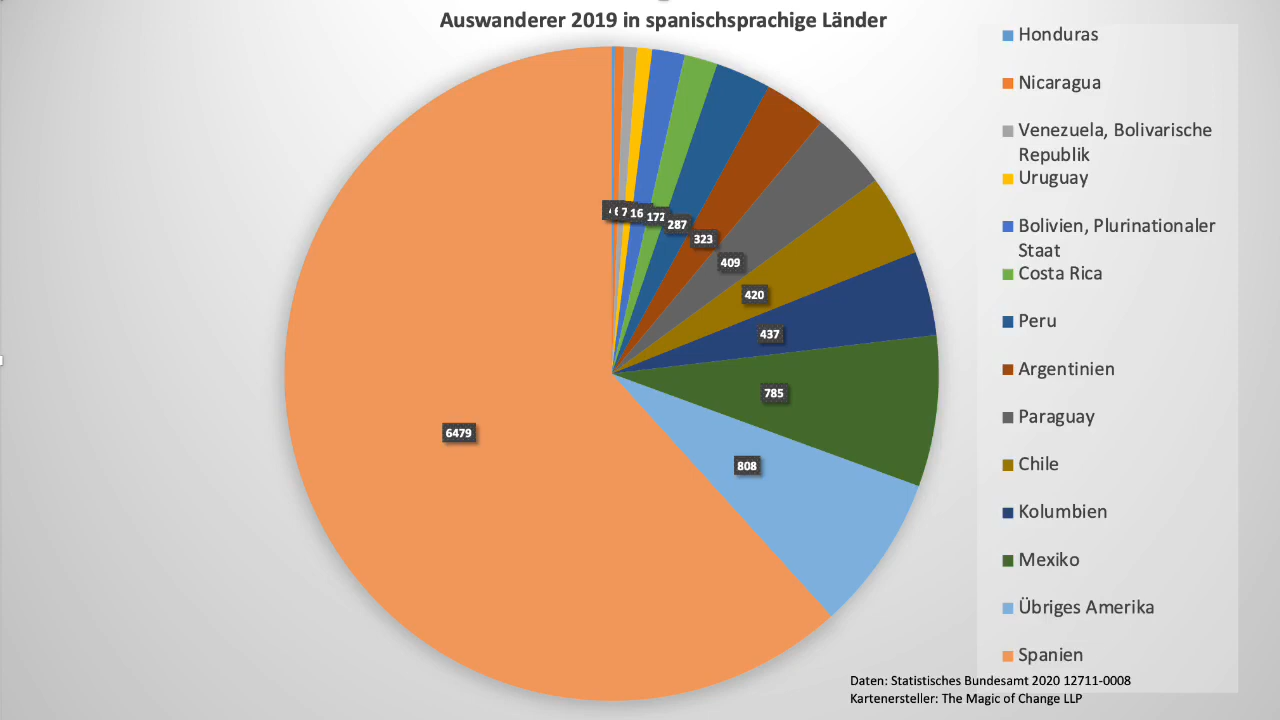 Auswanderer 2019 in spanischsprachige Länder
Honduras
Nicaragua
Venezuela, Bolivarische
Republik
Uruguay
Bolivien, Plurinationaler
Staat
Costa Rica
Peru
Argentinien
Paraguay
Chile
Kolumbien
Mexiko
Übriges Amerika
Spanien
172
287
323
409
420
437
785
808
6479
Daten: Statistisches Bundesamt 2020 12711-0008
Kartenersteller: The Magic of Change LLP